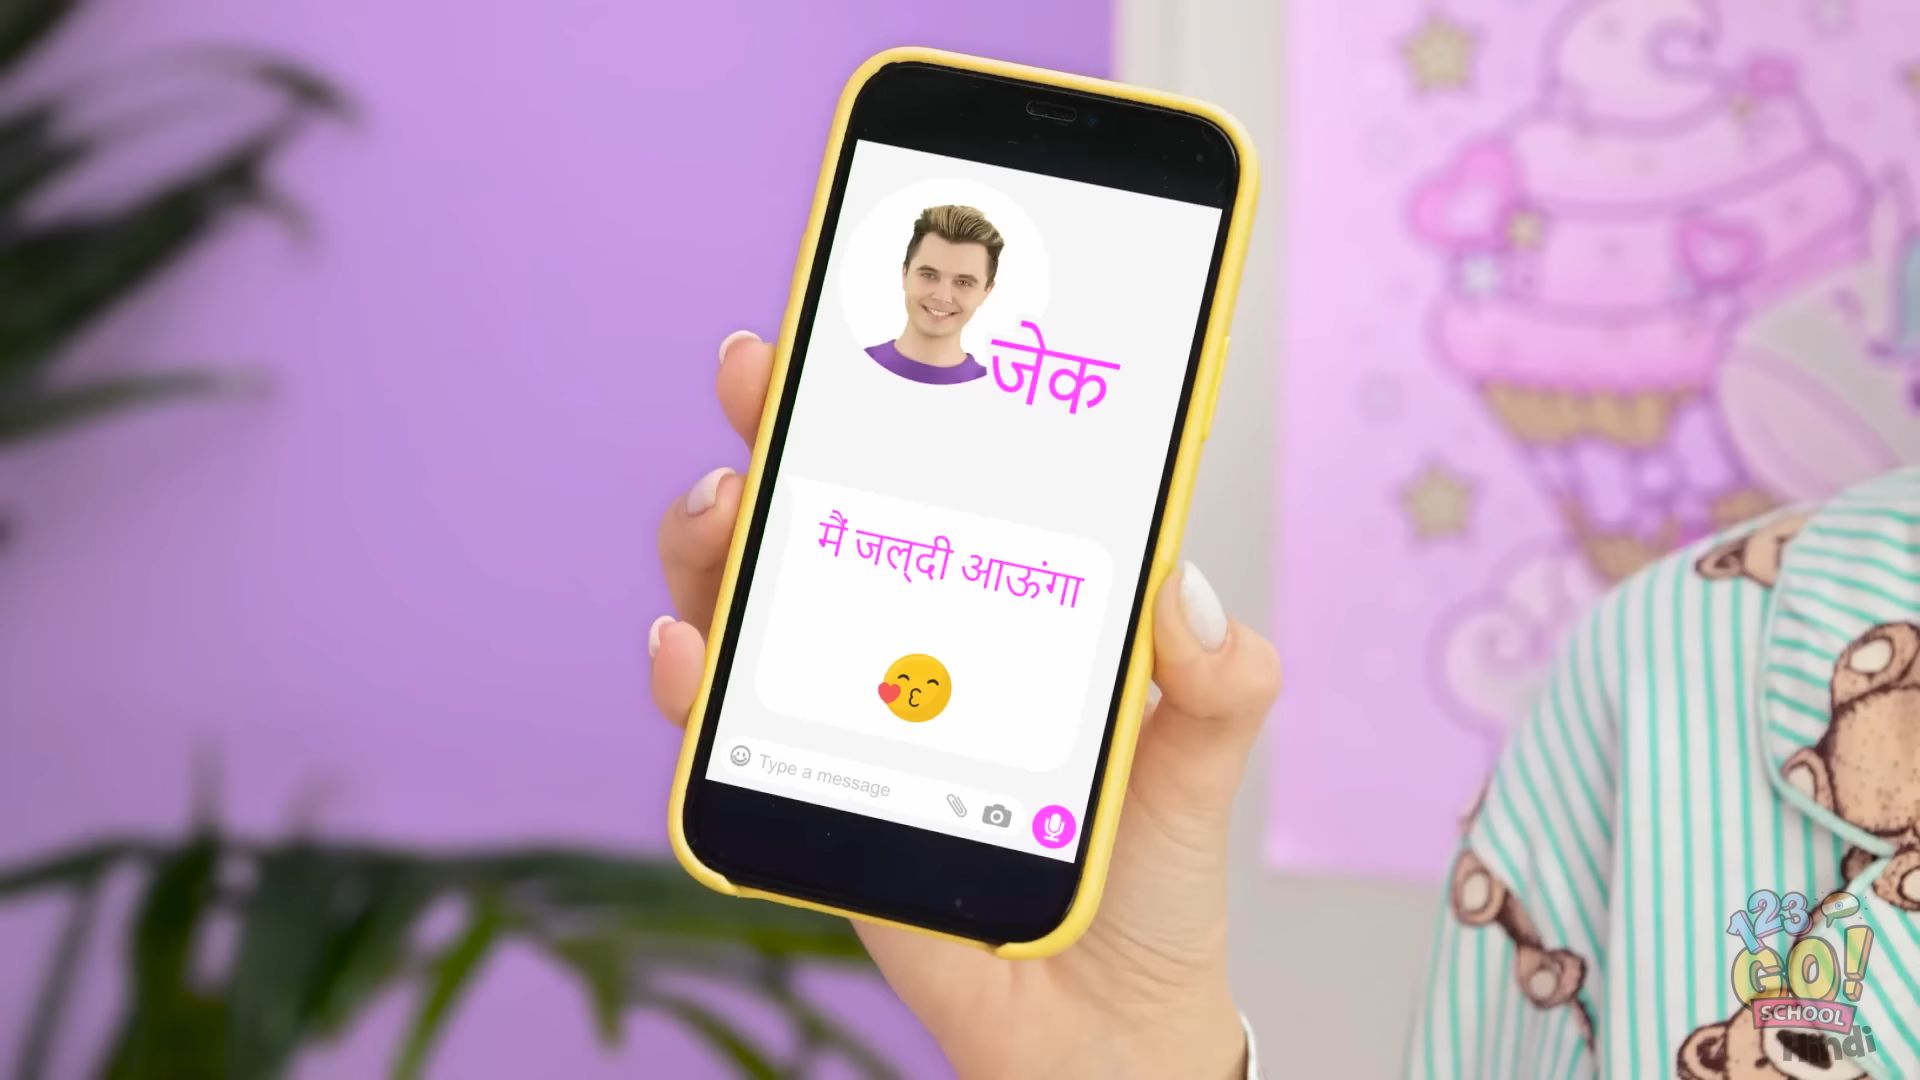 जेक
मैं जल्दी आऊंगा
Type a message
123
GO!
SCHOOL
Hindi